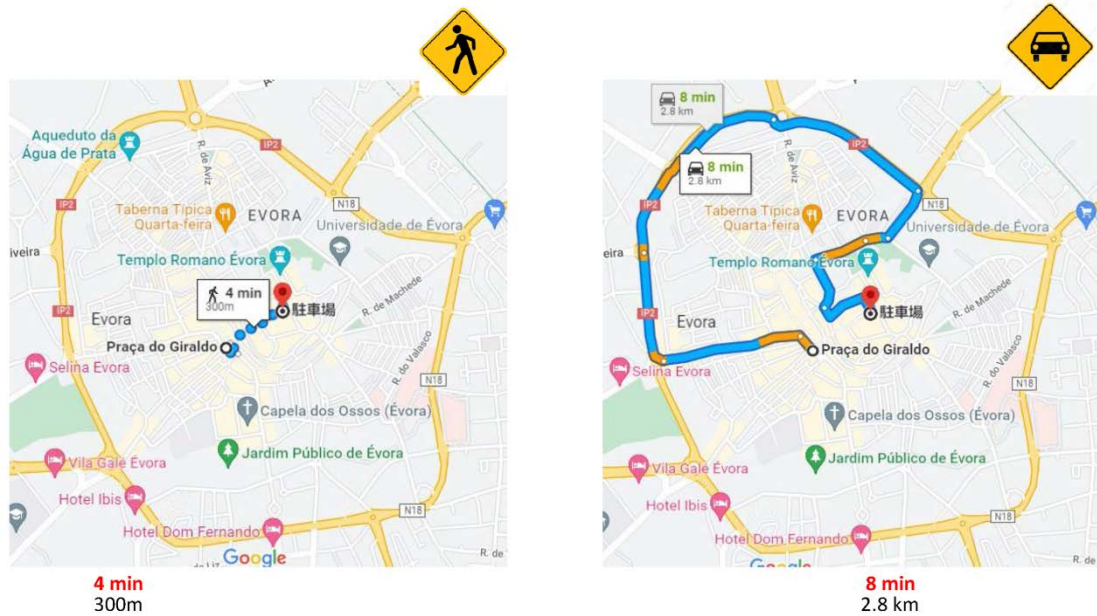 Aqueduto da
Água de Prata
IP2
R. de Aviz
IP2
N18
Taberna Típica
Quarta-feira
EVORA
Universidade de Évora
Templo Romano Évora
4 min
300m
駐車場
R. de Machede
Evora
Praça do Giraldo
IP2
R. do Valasco
Selina Evora
N18
Capela dos Ossos (Évora)
Vila Galé Évora
Jardim Público de Évora
Hotel Ibis
Hotel Dom Fernando
Google
4 min
300m
8 min
2.8 km
IP2
8 min
2.8 km
IP2
N18
Taberna Típica
Quarta-feira
EVORA
Universidade de Évora
Templo Romano Évora
駐車場
R. de Machede
IP2
Evora
Praça do Giraldo
R. do Valasco
Selina Evora
Capela dos Ossos (Évora)
Vila Galé Évora
Jardim Público de Évora
Hotel Ibis
N18
Hotel Dom Fernando
Google
8 min
2.8 km